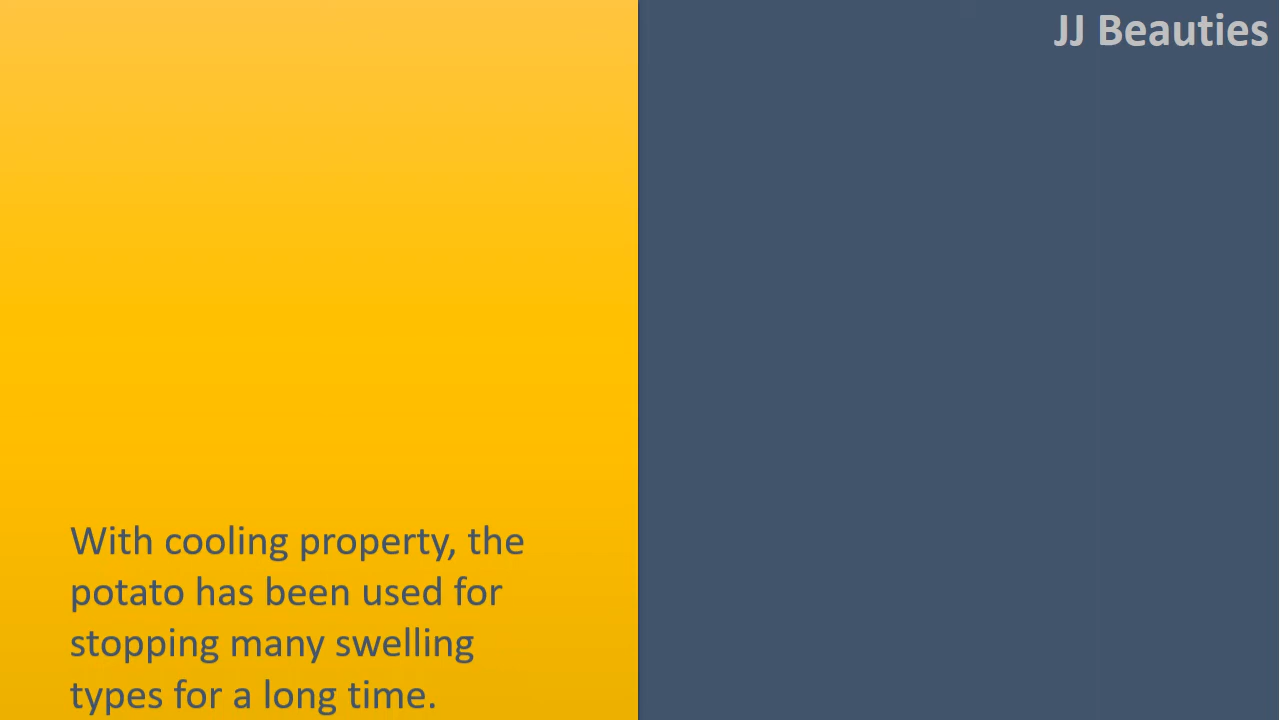 JJ Beauties
With cooling property, the
potato has been used for
stopping many swelling
types for a long time.